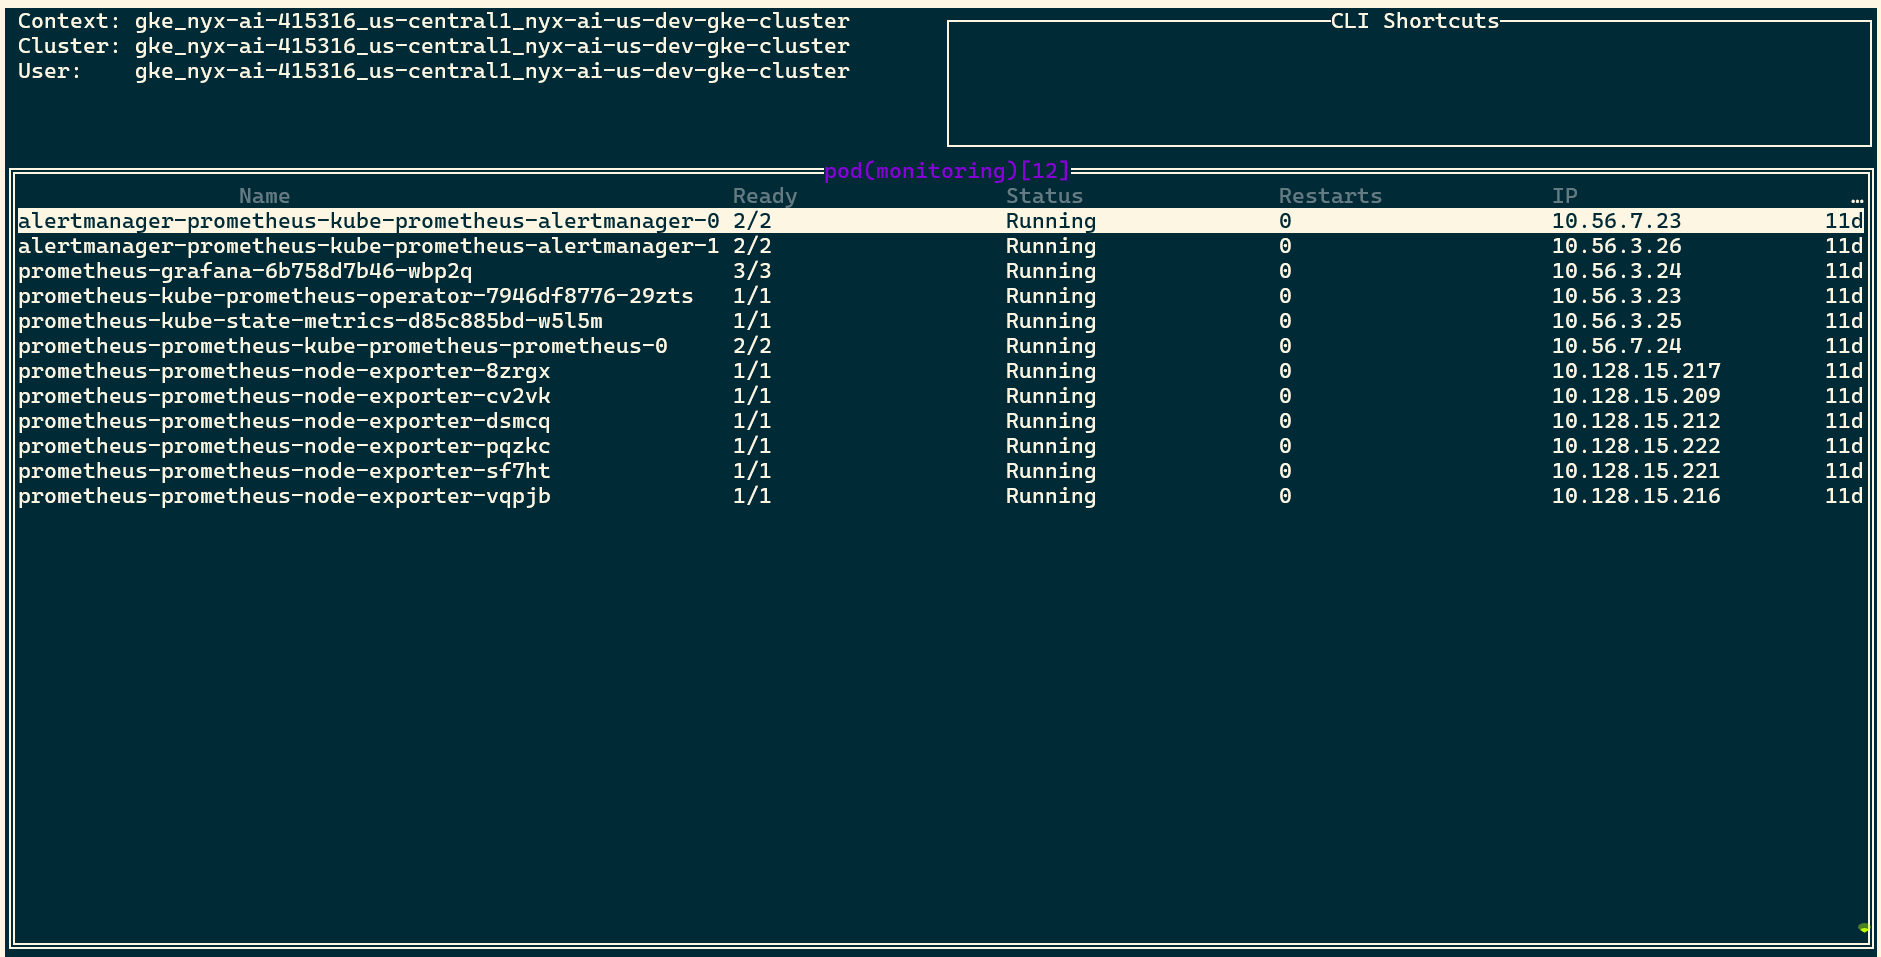 Context: gke_nyx-ai-415316_us-central1_nyx-ai-us-dev-gke-cluster
Cluster: gke_nyx-ai-415316_us-central1_nyx-ai-us-dev-gke-cluster
User: gke_nyx-ai-415316_us-central1_nyx-ai-us-dev-gke-cluster
CLI Shortcuts
pod(monitoring)[12]
Name Ready Status Restarts IP …
alertmanager-prometheus-kube-prometheus-alertmanager-0 2/2 Running 0 10.56.7.23 11d
alertmanager-prometheus-kube-prometheus-alertmanager-1 2/2 Running 0 10.56.3.26 11d
prometheus-grafana-6b758d7b46-wbp2q 3/3 Running 0 10.56.3.24 11d
prometheus-kube-prometheus-operator-7946df8776-29zts 1/1 Running 0 10.56.3.23 11d
prometheus-kube-state-metrics-d85c885bd-w5l5m 1/1 Running 0 10.56.3.25 11d
prometheus-prometheus-kube-prometheus-prometheus-0 2/2 Running 0 10.56.7.24 11d
prometheus-prometheus-node-exporter-8zrgx 1/1 Running 0 10.128.15.217 11d
prometheus-prometheus-node-exporter-cv2vk 1/1 Running 0 10.128.15.209 11d
prometheus-prometheus-node-exporter-dsmcq 1/1 Running 0 10.128.15.212 11d
prometheus-prometheus-node-exporter-pqzkc 1/1 Running 0 10.128.15.222 11d
prometheus-prometheus-node-exporter-sf7ht 1/1 Running 0 10.128.15.221 11d
prometheus-prometheus-node-exporter-vqpjb 1/1 Running 0 10.128.15.216 11d